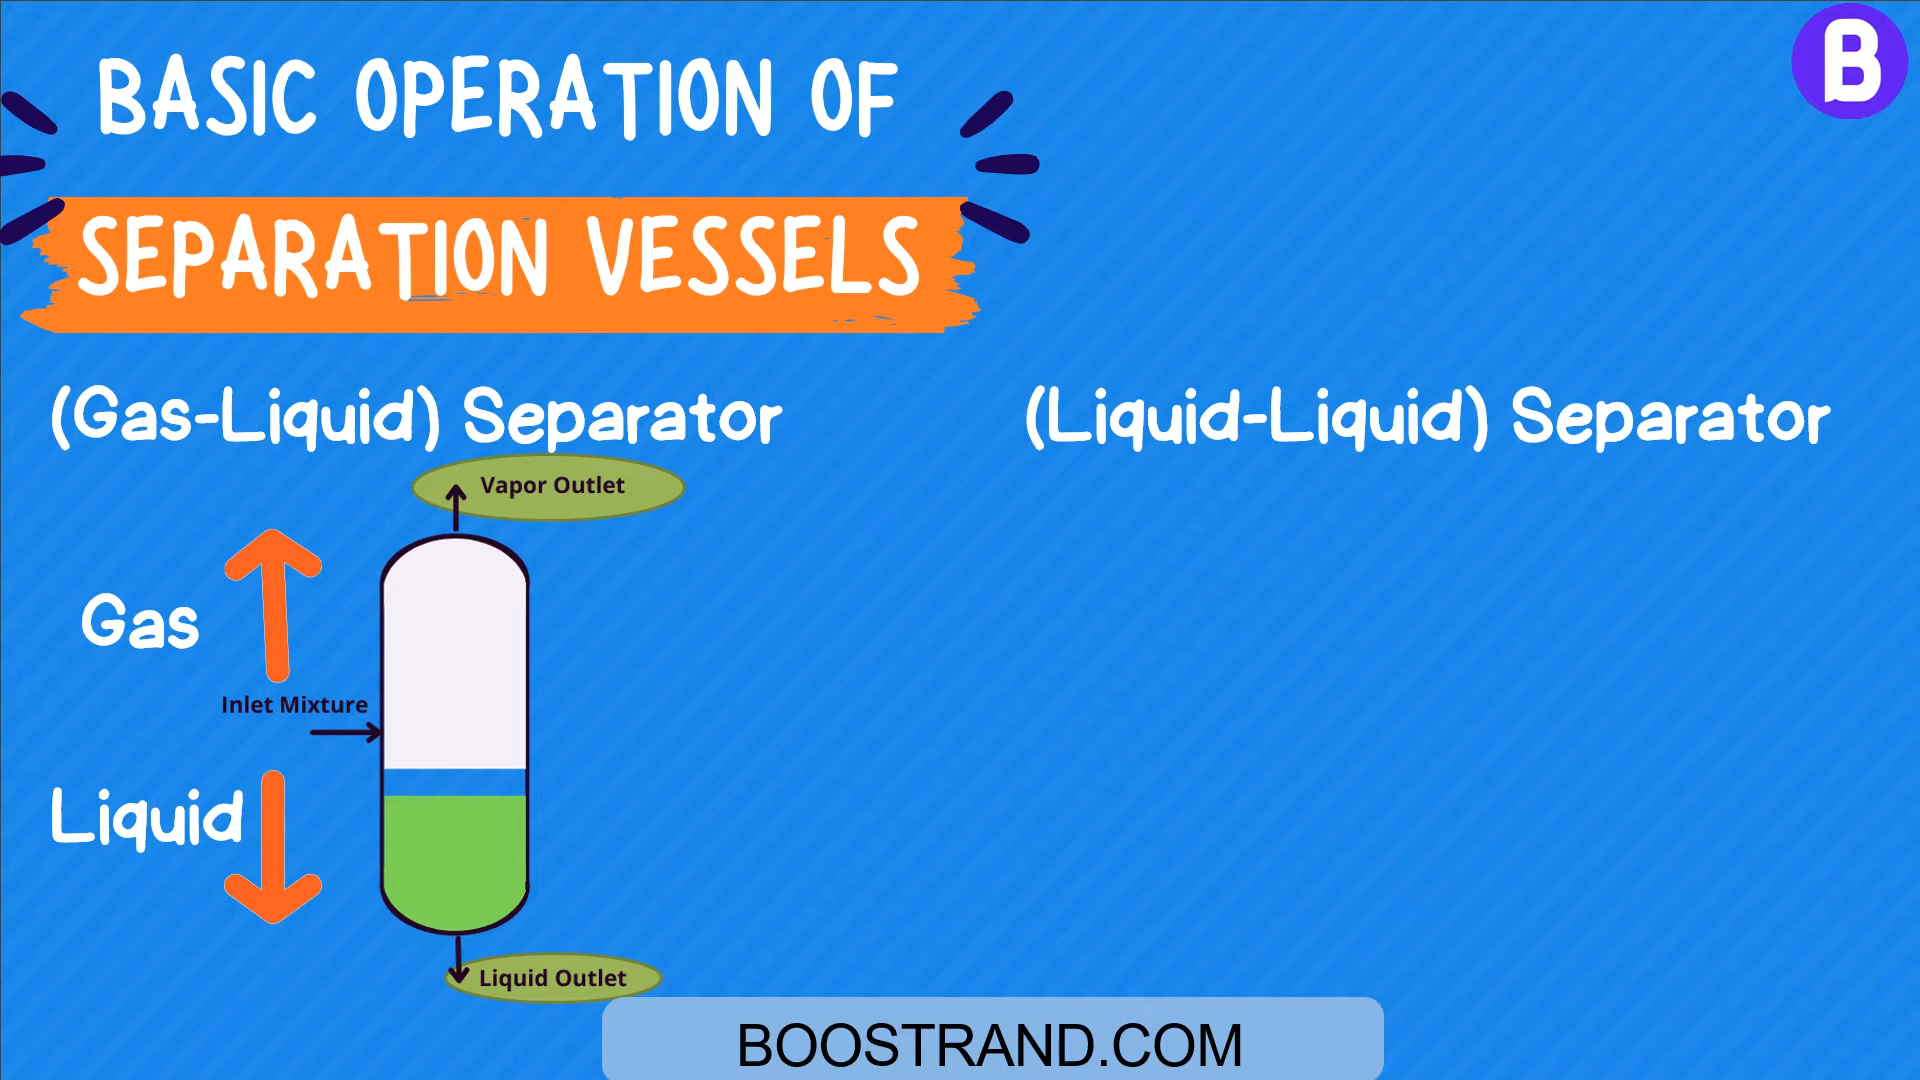 B
BASIC OPERATION OF
SEPARATION VESSELS
(Gas-Liquid) Separator
(Liquid-Liquid) Separator
Vapor Outlet
Gas
Inlet Mixture
Liquid
Liquid Outlet
BOOSTRAND.COM